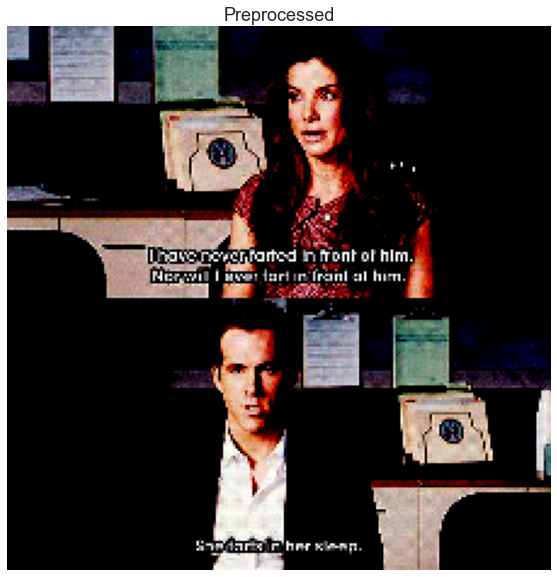 Preprocessed
I have never farted in front of him.
Nor will I ever fart in front of him.
She farts in her sleep.